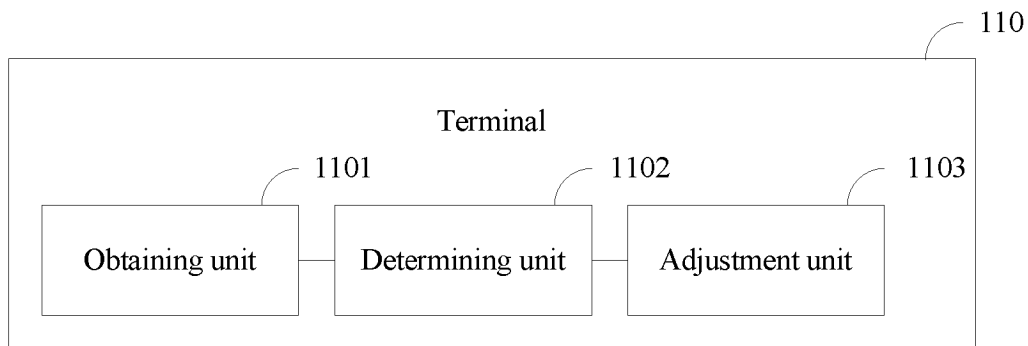 110
Terminal
1101
1102
1103
Obtaining unit
Determining unit
Adjustment unit